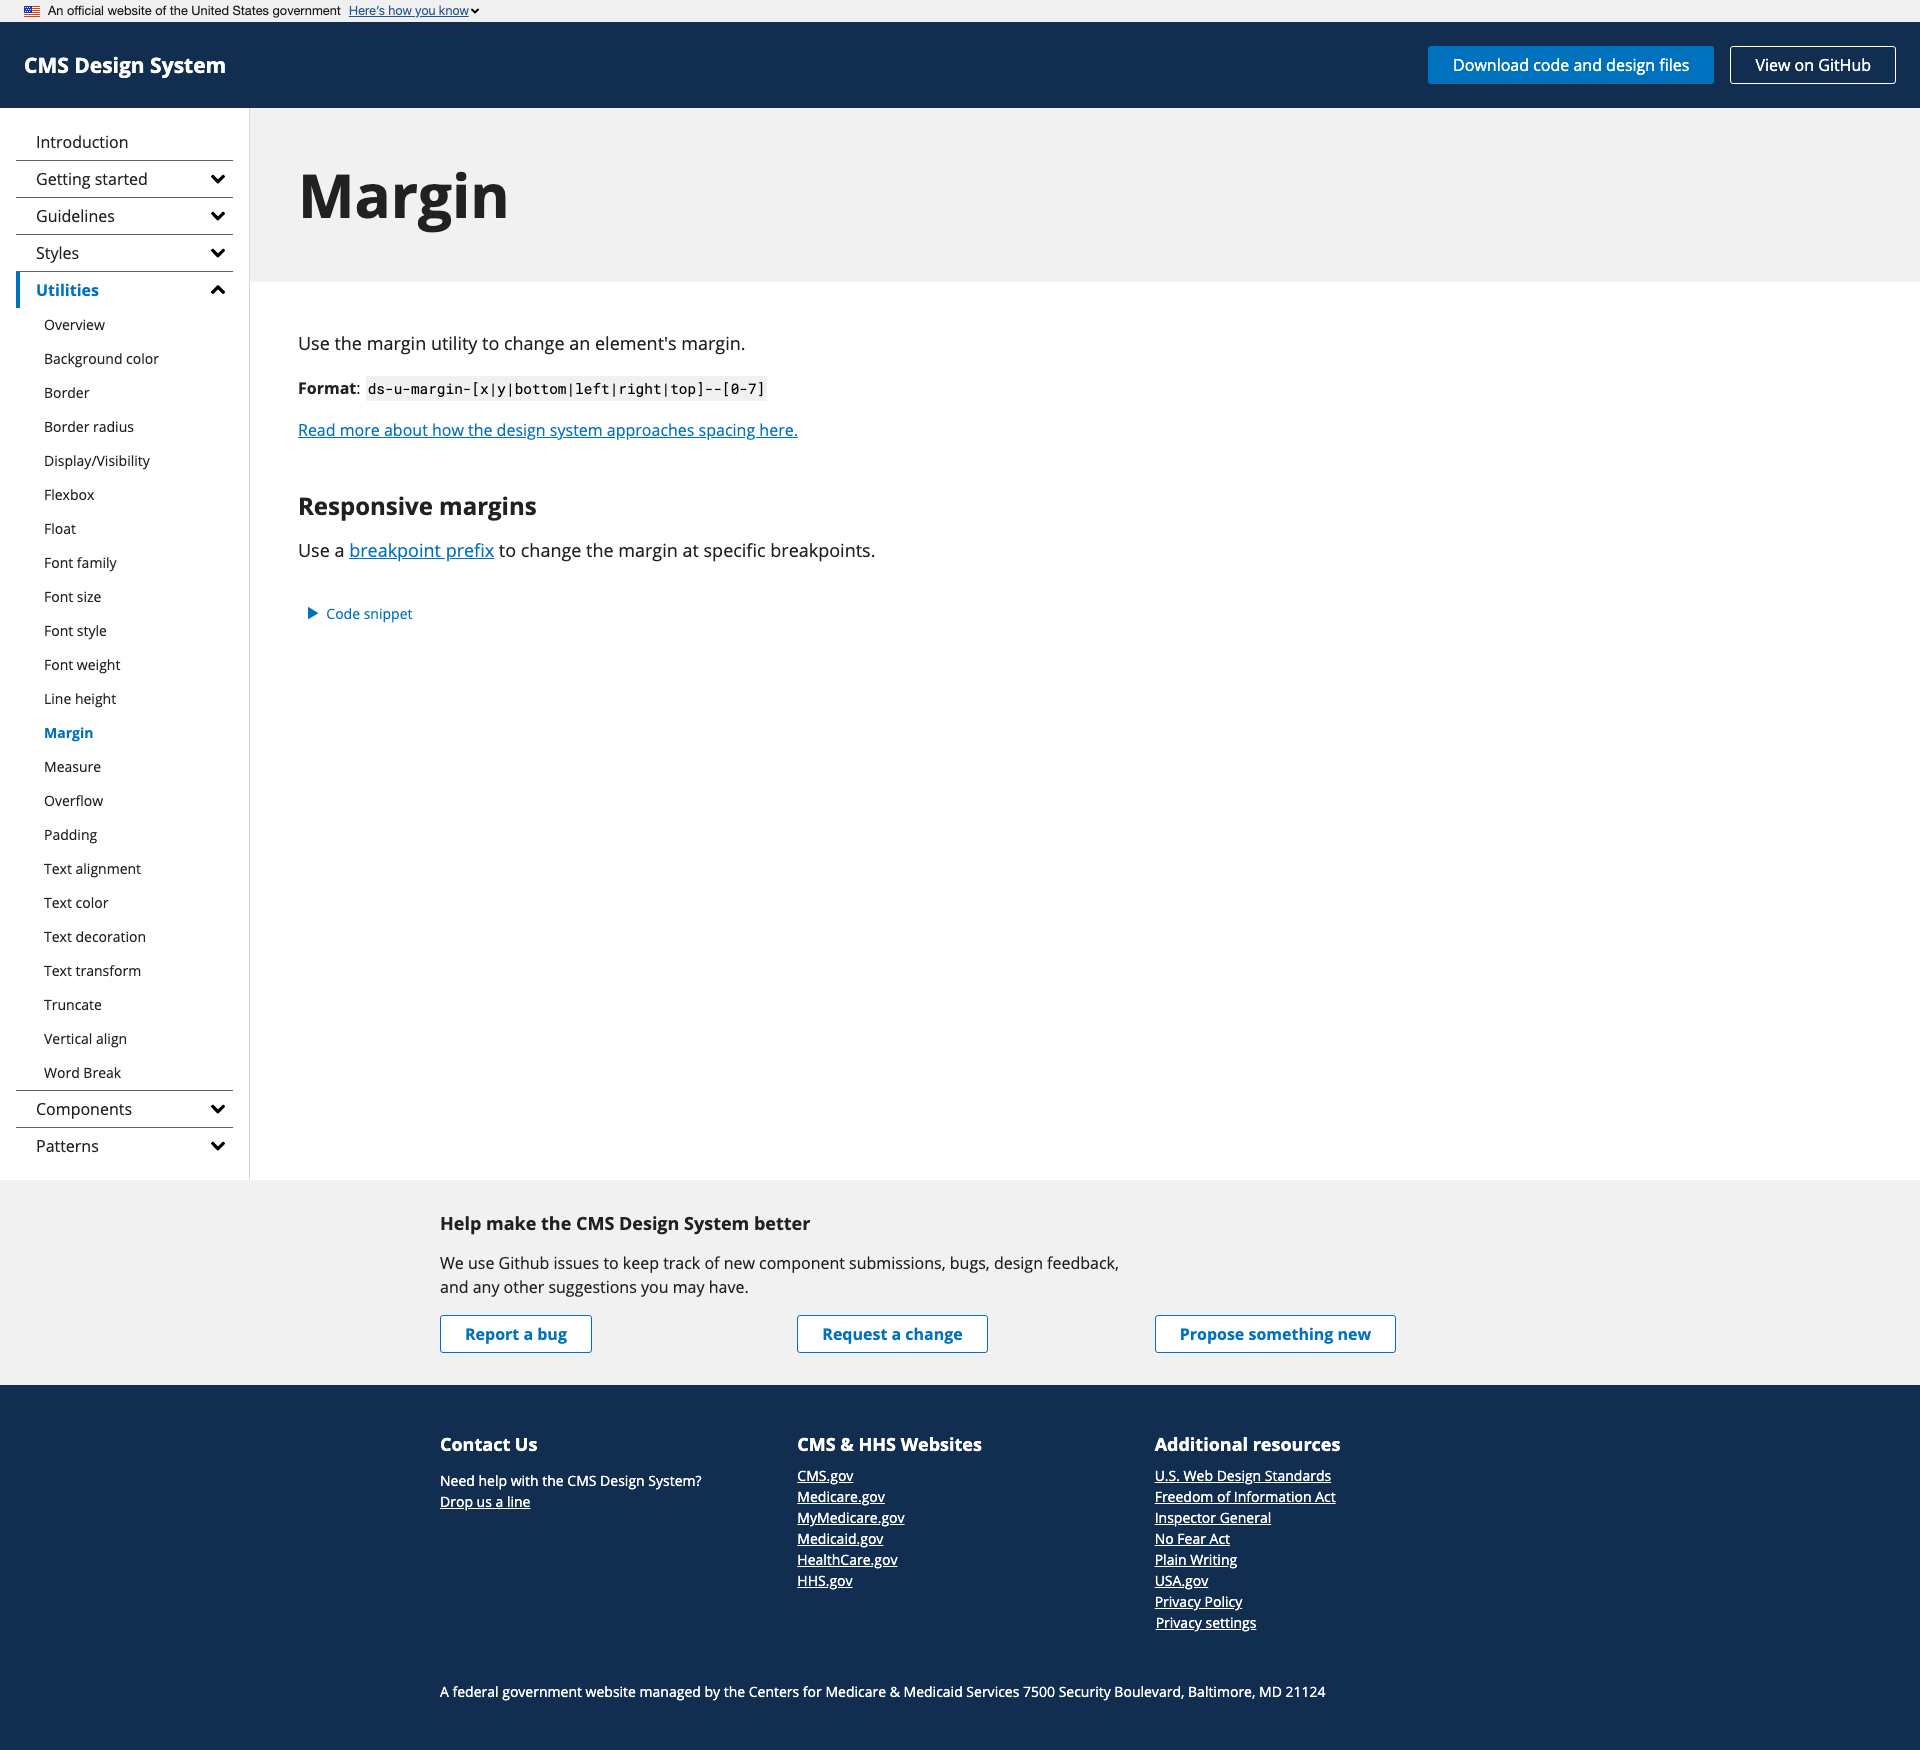 An official website of the United States government Here's how you know
CMS Design System
Download code and design files
View on GitHub
Introduction
Getting started
Guidelines
Styles
Utilities
Overview
Background color
Border
Border radius
Display/Visibility
Flexbox
Float
Font family
Font size
Font style
Font weight
Line height
Margin
Measure
Overflow
Padding
Text alignment
Text color
Text decoration
Text transform
Truncate
Vertical align
Word Break
Components
Patterns
Margin
Use the margin utility to change an element's margin.
Format: ds-u-margin-[x|y|bottom|left|right|top]--[0-7]
Read more about how the design system approaches spacing here.
Responsive margins
Use a breakpoint prefix to change the margin at specific breakpoints.
Code snippet
Help make the CMS Design System better
We use Github issues to keep track of new component submissions, bugs, design feedback,
and any other suggestions you may have.
Report a bug
Request a change
Propose something new
Contact Us
Need help with the CMS Design System?
Drop us a line
CMS & HHS Websites
CMS.gov
Medicare.gov
MyMedicare.gov
Medicaid.gov
HealthCare.gov
HHS.gov
Additional resources
U.S. Web Design Standards
Freedom of Information Act
Inspector General
No Fear Act
Plain Writing
USA.gov
Privacy Policy
Privacy settings
A federal government website managed by the Centers for Medicare & Medicaid Services 7500 Security Boulevard, Baltimore, MD 21124